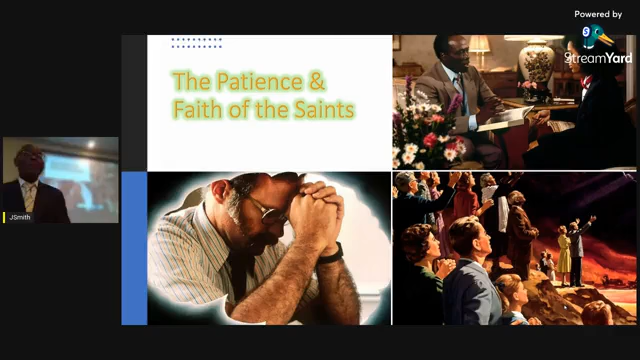 Powered by
StreamYard
The Patience &
Faith of the Saints
JSmith